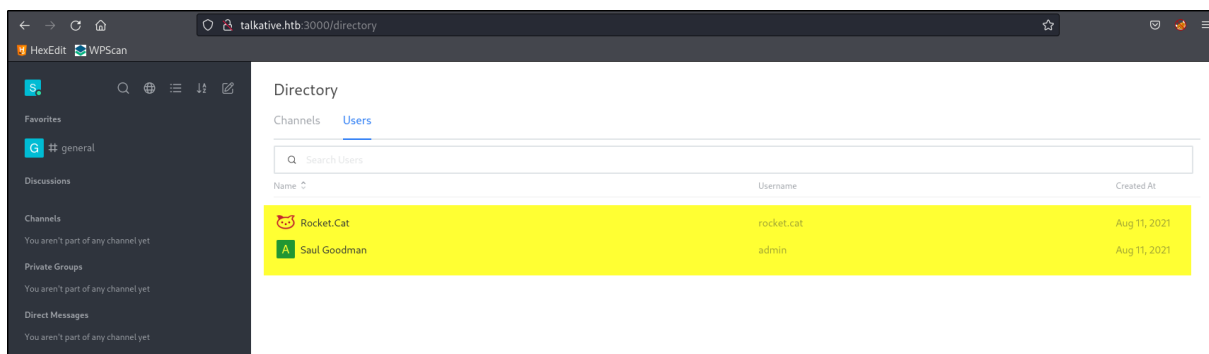 talkative.htb:3000/directory
HexEdit WPScan
S
Favorites
G # general
Discussions
Channels
You aren't part of any channel yet
Private Groups
You aren't part of any channel yet
Direct Messages
You aren't part of any channel yet
Directory
Channels Users
Search Users
Name Username Created At
Rocket.Cat rocket.cat Aug 11, 2021
A Saul Goodman admin Aug 11, 2021